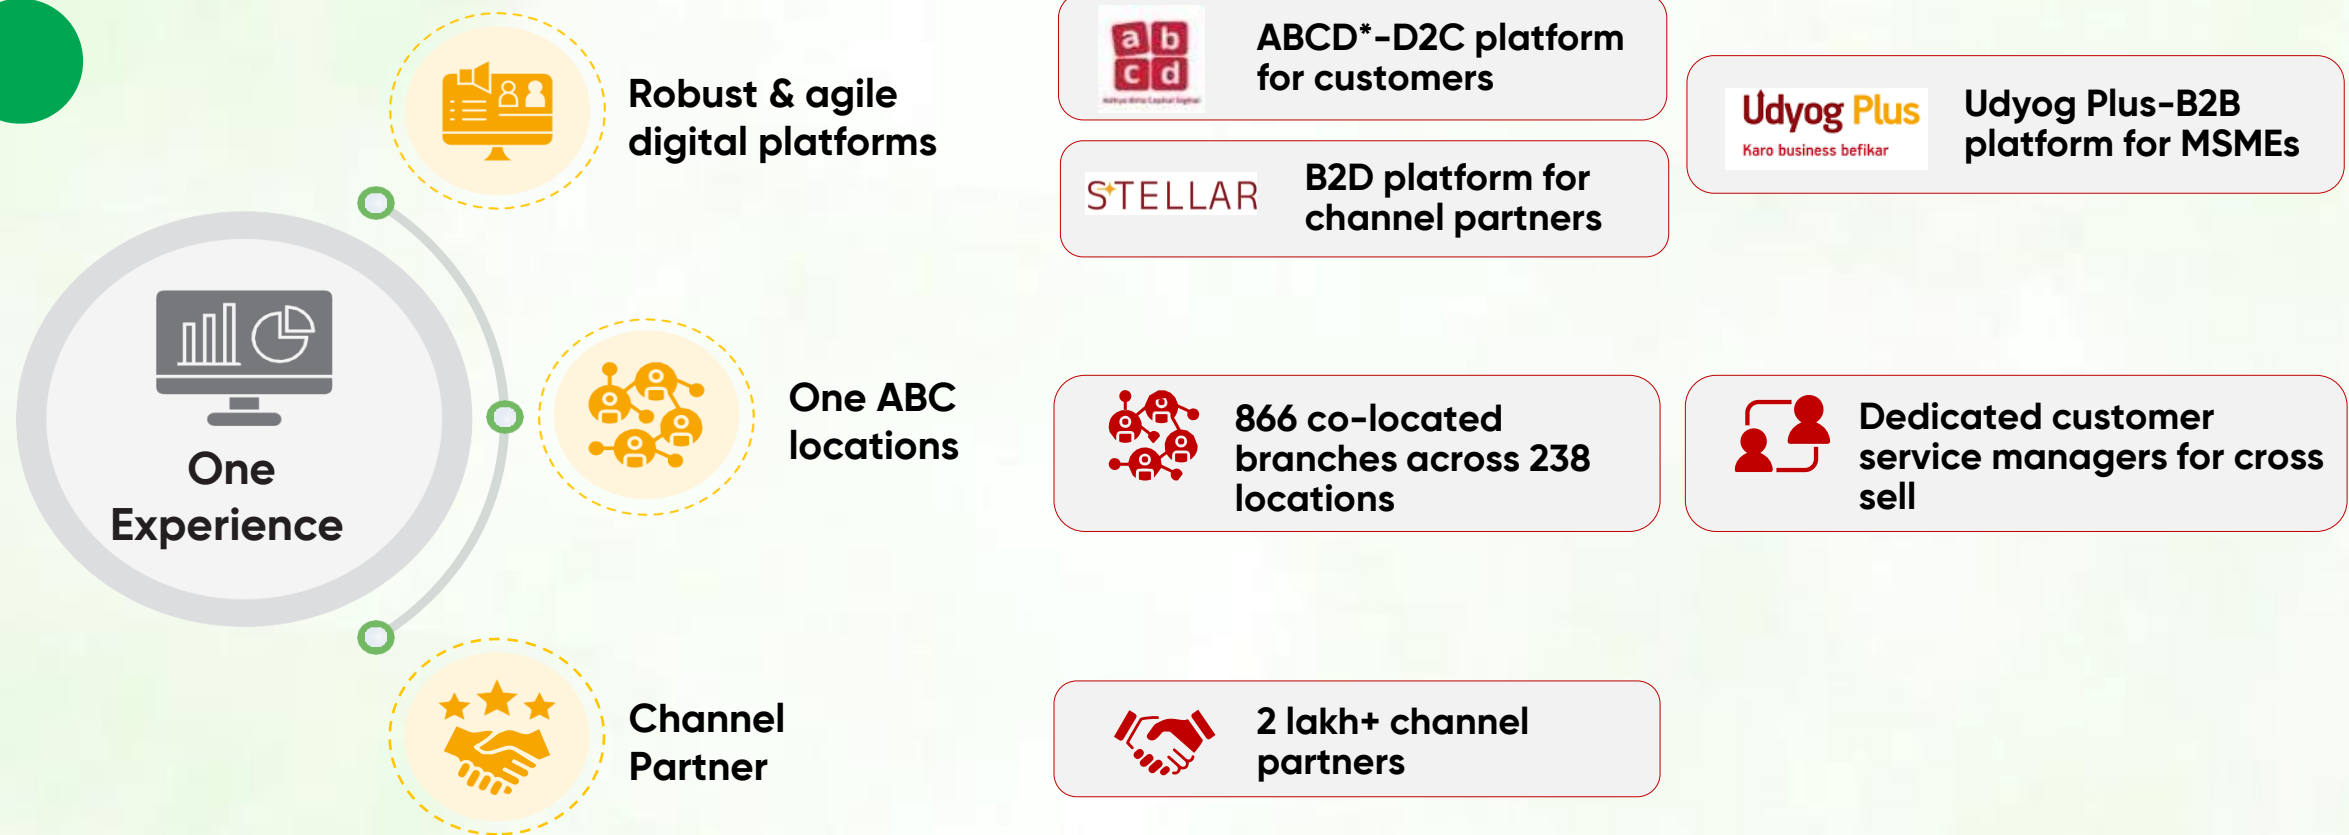 Robust & agile
digital platforms
a b
c d
ABCD*-D2C platform
for customers
Udyog Plus
Karo business befikar
Udyog Plus-B2B
platform for MSMEs
STELLAR
B2D platform for
channel partners
One
Experience
One ABC
locations
866 co-located
branches across 238
locations
Dedicated customer
service managers for cross
sell
Channel
Partner
2 lakh+ channel
partners